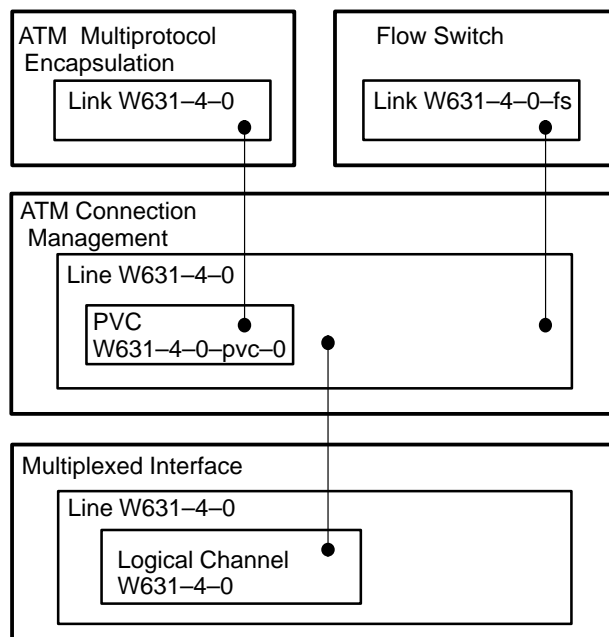 ATM Multiprotocol
Encapsulation
Link W631–4–0
Flow Switch
Link W631–4–0–fs
ATM Connection
Management
Line W631–4–0
PVC
W631–4–0–pvc–0
Multiplexed Interface
Line W631–4–0
Logical Channel
W631–4–0